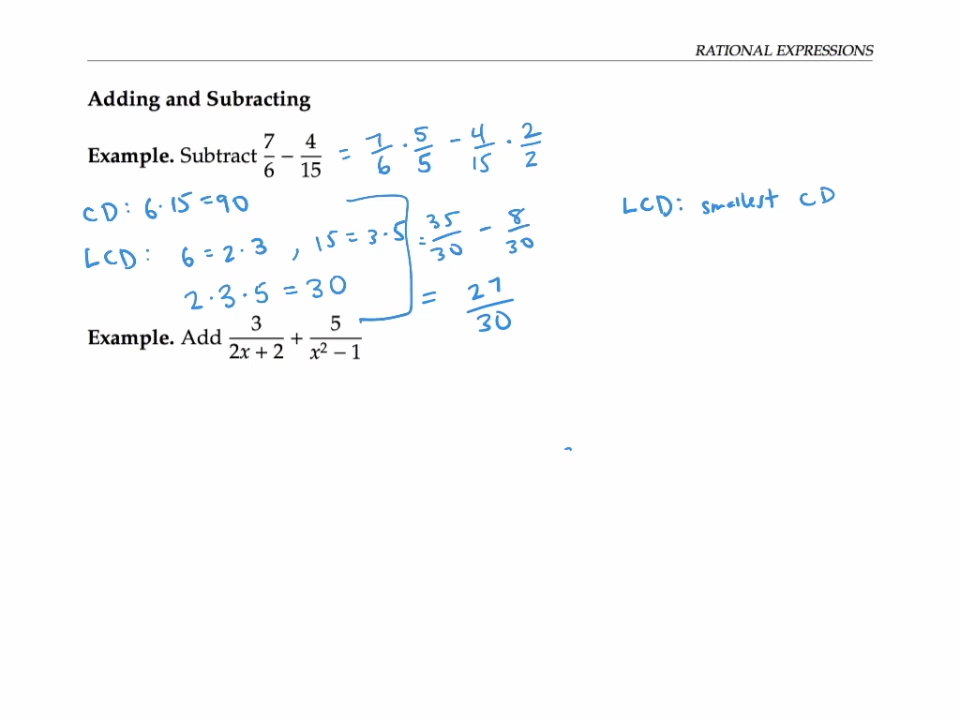 RATIONAL EXPRESSIONS
Adding and Subracting
Example. Subtract 7/6 − 4/15 = 7/6 · 5/5 − 4/15 · 2/2
CD: 6·15=90
LCD: smallest CD
LCD: 6=2·3, 15=3·5
= 35/30 − 8/30
2·3·5=30
= 27/30
Example. Add 3/(2x + 2) + 5/(x² − 1)